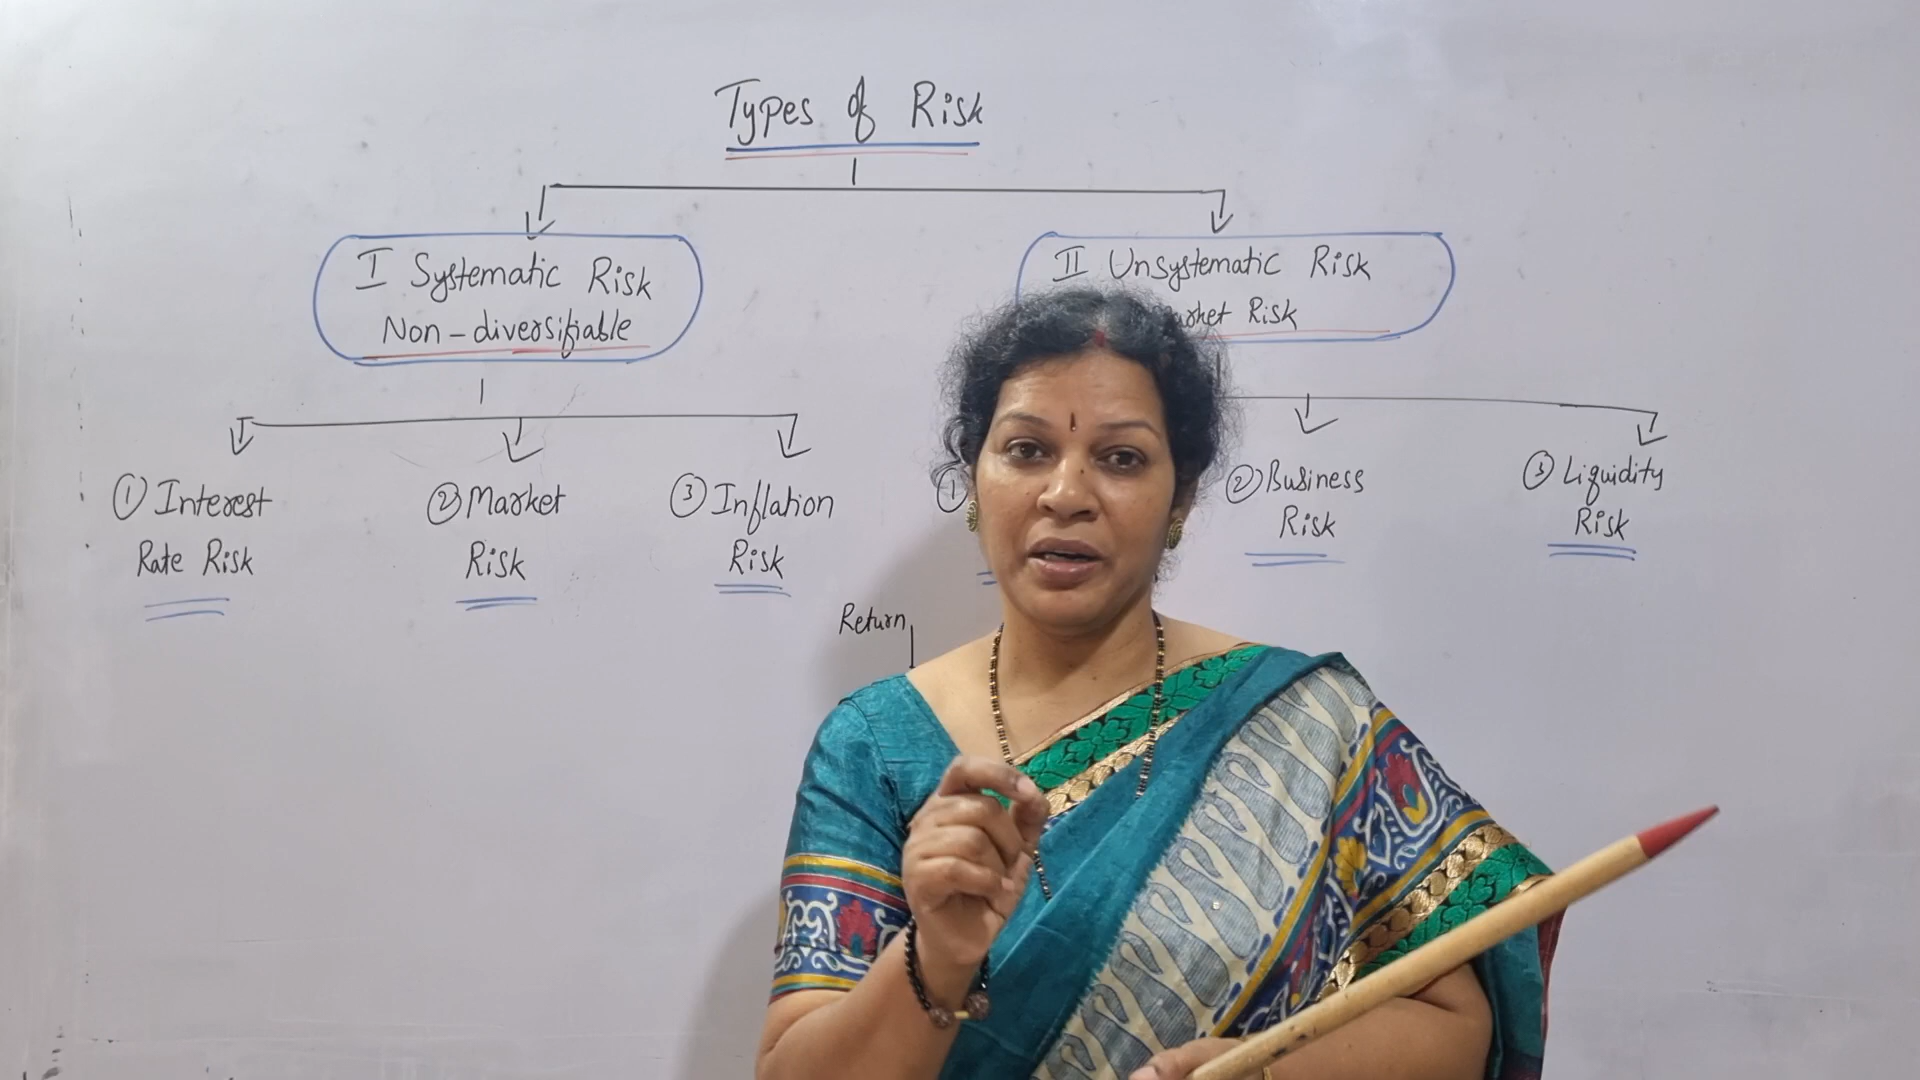 Types of Risk
I Systematic Risk
Non-diversifiable
II Unsystematic Risk
Risk
① Interest
Rate Risk
② Market
Risk
③ Inflation
Risk
①
② Business
Risk
③ Liquidity
Risk
Return